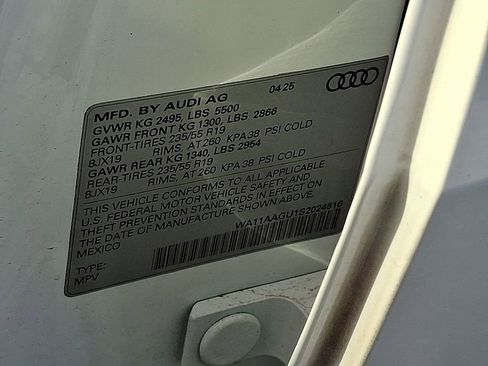 MFD. BY AUDI AG 04 25
GVWR KG 2495, LBS 5500
GAWR FRONT KG 1300, LBS 2866
FRONT-TIRES 235/55 R19
8JX19 RIMS, AT 260 KPA 38 PSI COLD
GAWR REAR KG 1340, LBS 2954
REAR-TIRES 235/55 R19
8JX19 RIMS, AT 260 KPA 38 PSI COLD
THIS VEHICLE CONFORMS TO ALL APPLICABLE
U.S. FEDERAL MOTOR VEHICLE SAFETY AND
THEFT PREVENTION STANDARDS IN EFFECT ON
THE DATE OF MANUFACTURE SHOWN ABOVE.
MEXICO
WA11AAGU1S2024616
TYPE:
MPV